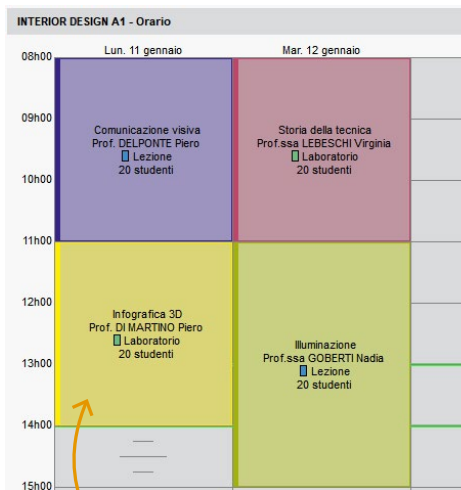 INTERIOR DESIGN A1 - Orario
Lun. 11 gennaio
Mar. 12 gennaio
08h00
09h00
10h00
11h00
12h00
13h00
14h00
15h00
Comunicazione visiva
Prof. DELPONTE Piero
Lezione
20 studenti
Storia della tecnica
Prof.ssa LEBESCHI Virginia
Laboratorio
20 studenti
Infografica 3D
Prof. DI MARTINO Piero
Laboratorio
20 studenti
Illuminazione
Prof.ssa GOBERTI Nadia
Lezione
20 studenti